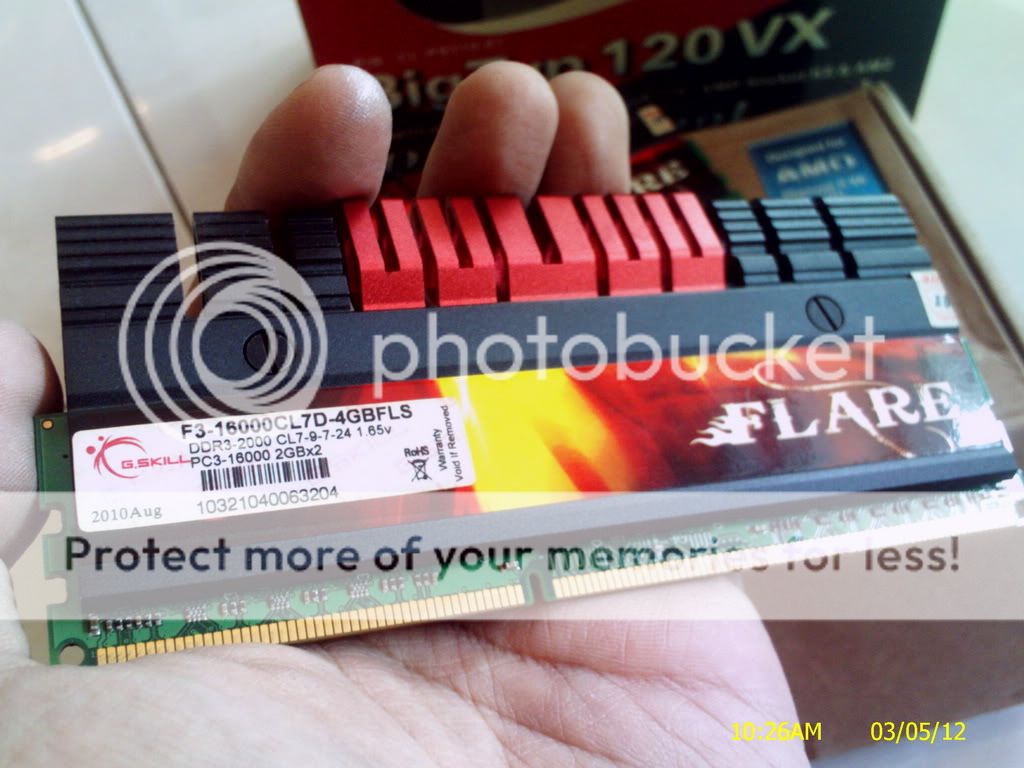 BigTyp 120 VX
AMD
photobucket
FLARE
F3-16000CL7D-4GBFLS
DDR3-2000 CL7-9-7-24 1.65v
PC3-16000 2GBx2
G.SKILL
RoHS
Warranty
Void If Removed
10321040063204
2010Aug
Protect more of your memories for less!
10:26AM 03/05/12